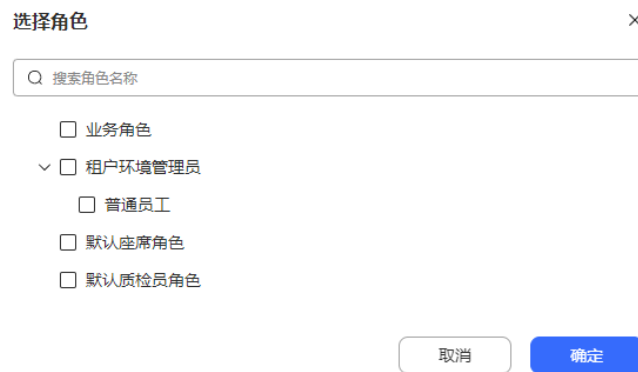 选择角色
搜索角色名称
业务角色
租户环境管理员
普通员工
默认座席角色
默认质检员角色
取消 确定